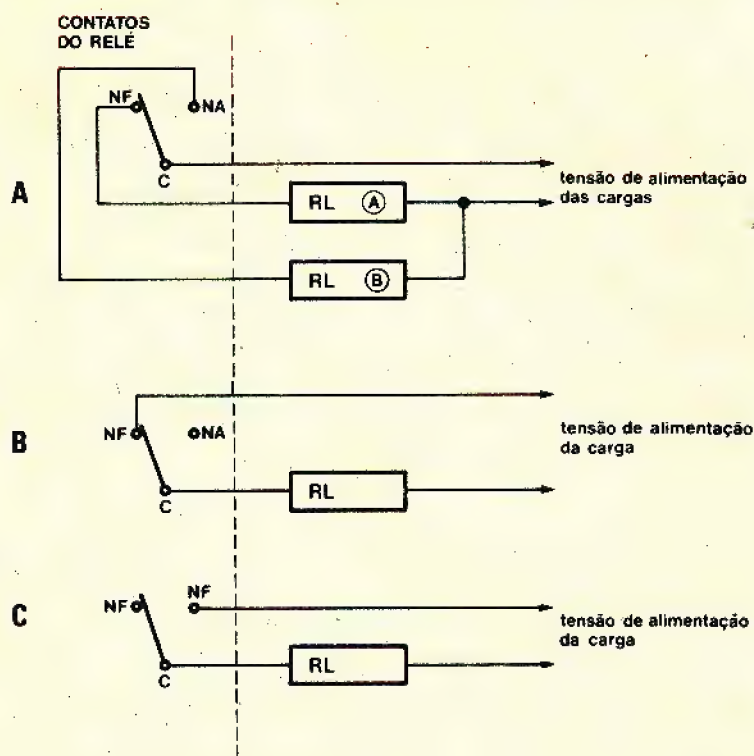 CONTATOS
DO RELÉ
A
NF
NA
C
tensão de alimentação
das cargas
RL A
RL B
B
NF
NA
C
tensão de alimentação
da carga
RL
C
NF
NF
C
tensão de alimentação
da carga
RL